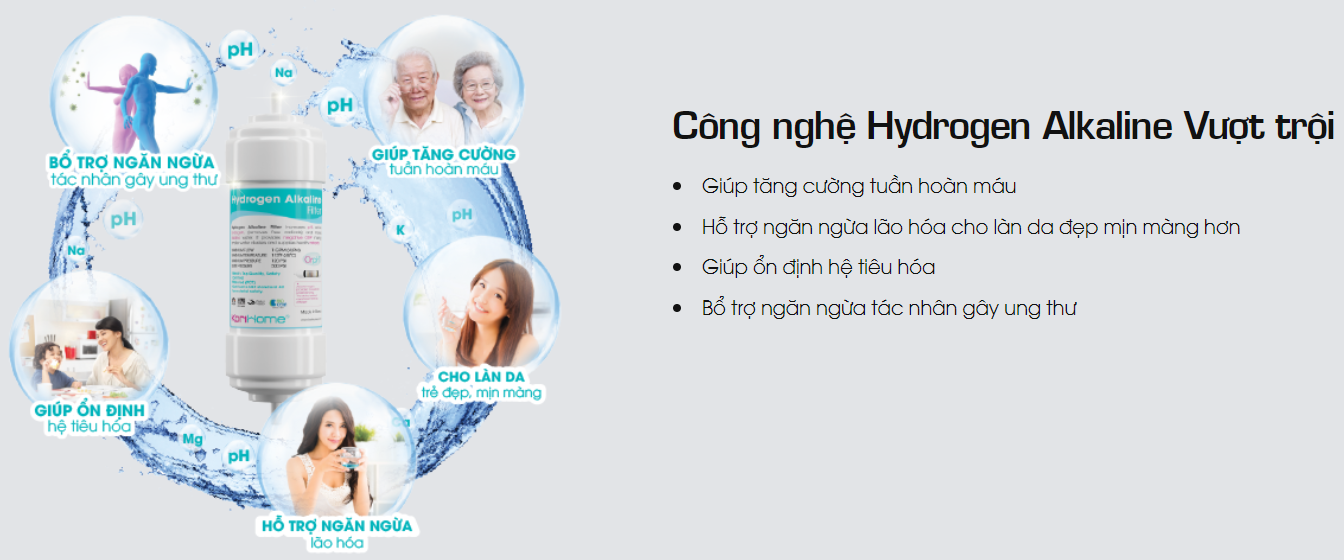 pH
Na
pH
BỔ TRỢ NGĂN NGỪA
tác nhân gây ung thư
GIÚP TĂNG CƯỜNG
tuần hoàn máu
Hydrogen Alkaline
Filter
pH
Na
K
pH
KoriHome
GIÚP ỔN ĐỊNH
hệ tiêu hóa
CHO LÀN DA
trẻ đẹp, mịn màng
Mg
pH
HỖ TRỢ NGĂN NGỪA
lão hóa
Công nghệ Hydrogen Alkaline Vượt trội
• Giúp tăng cường tuần hoàn máu
• Hỗ trợ ngăn ngừa lão hóa cho làn da đẹp mịn màng hơn
• Giúp ổn định hệ tiêu hóa
• Bổ trợ ngăn ngừa tác nhân gây ung thư